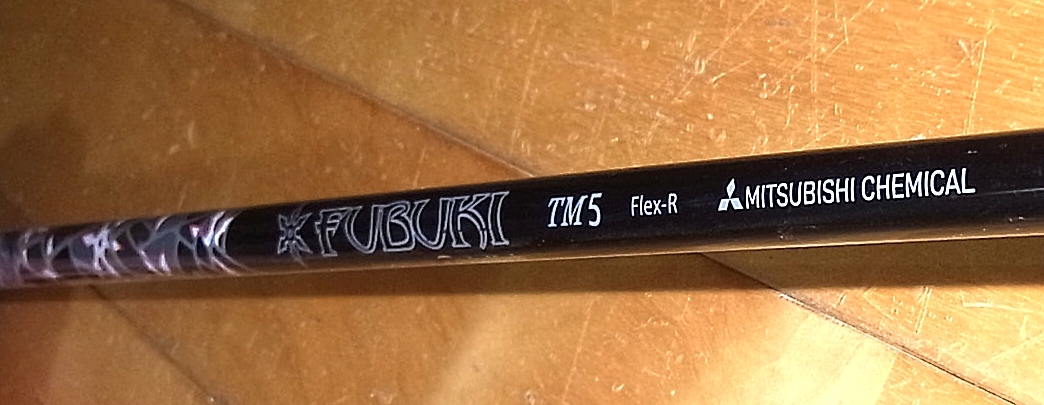 FUBUKI TM5 Flex-R MITSUBISHI CHEMICAL